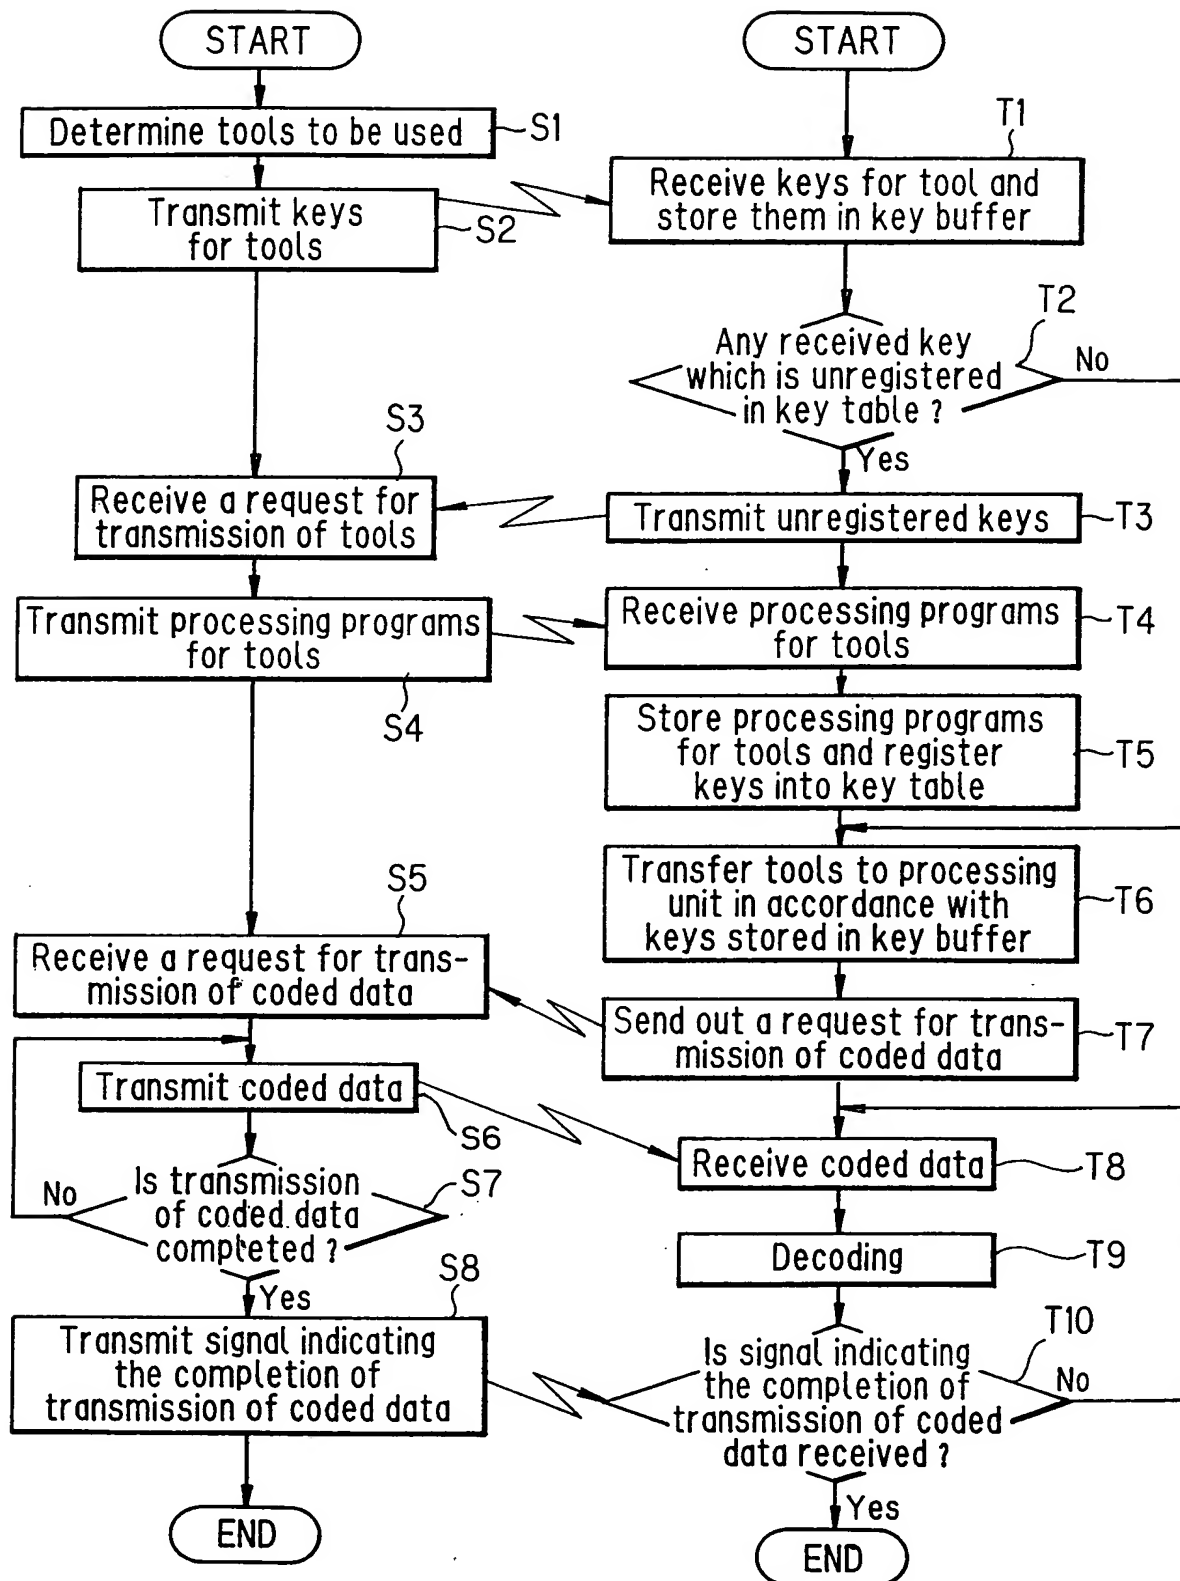 START
Determine tools to be used
S1
Transmit keys
for tools
S2
S3
Receive a request for
transmission of tools
Transmit processing programs
for tools
S4
S5
Receive a request for trans-
mission of coded data
Transmit coded data
S6
Is transmission
of coded data
completed ?
S7
No
Yes
S8
Transmit signal indicating
the completion of
transmission of coded data
END
START
T1
Receive keys for tool and
store them in key buffer
T2
Any received key
which is unregistered
in key table ?
No
Yes
Transmit unregistered keys
T3
Receive processing programs
for tools
T4
Store processing programs
for tools and register
keys into key table
T5
Transfer tools to processing
unit in accordance with
keys stored in key buffer
T6
Send out a request for trans-
mission of coded data
T7
Receive coded data
T8
Decoding
T9
T10
Is signal indicating
the completion of
transmission of coded
data received ?
No
Yes
END